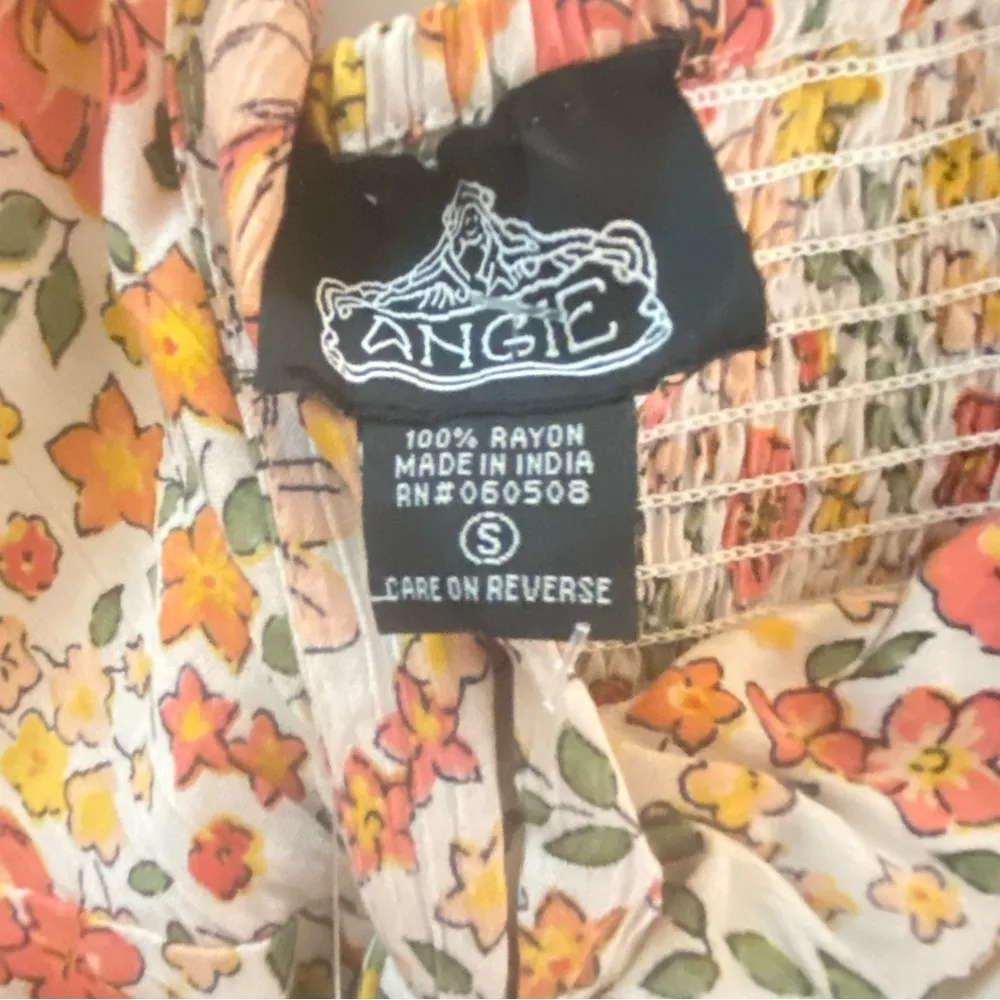 ANGIE
100% RAYON
MADE IN INDIA
RN#060508
S
CARE ON REVERSE